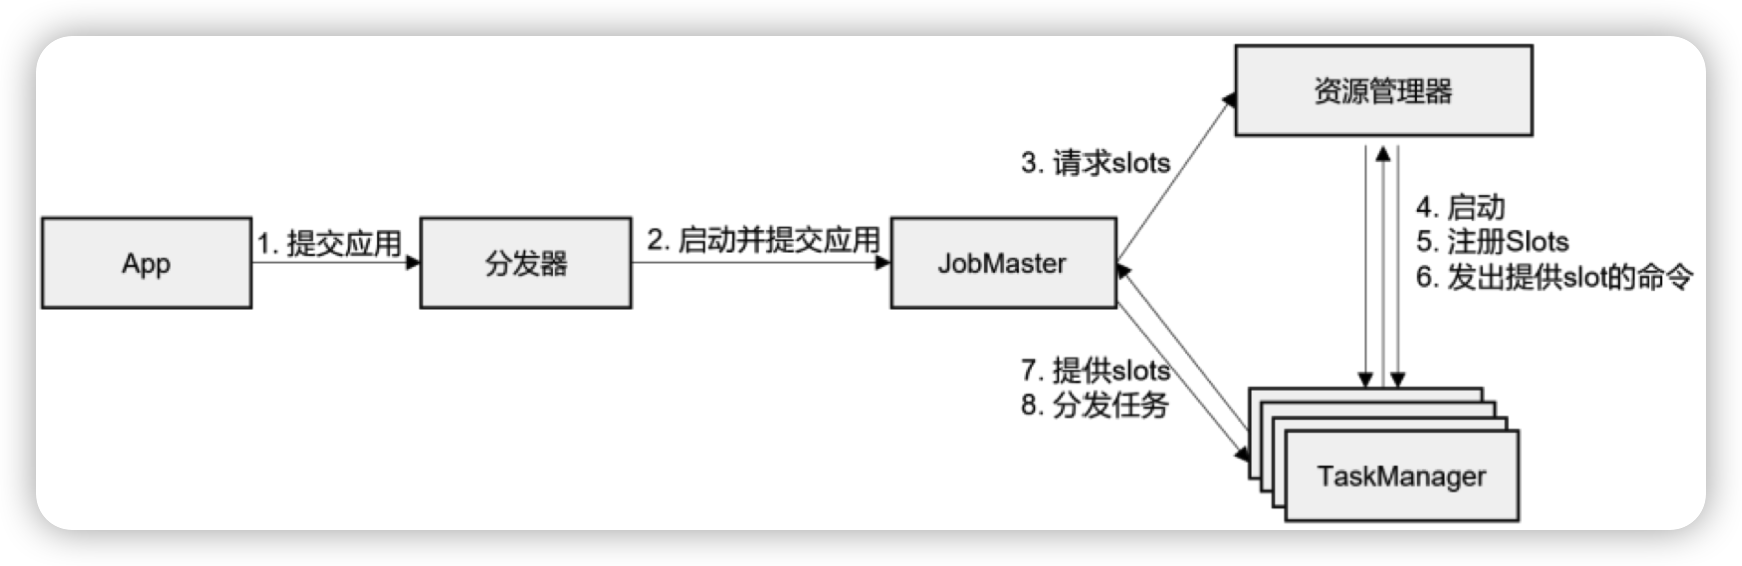 资源管理器
3. 请求slots
4. 启动
5. 注册Slots
6. 发出提供slot的命令
App
1. 提交应用
分发器
2. 启动并提交应用
JobMaster
7. 提供slots
8. 分发任务
TaskManager